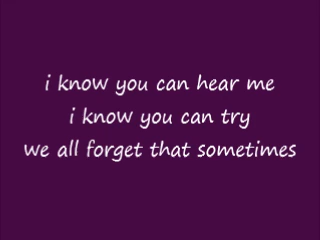 i know you can hear me
i know you can try
we all forget that sometimes